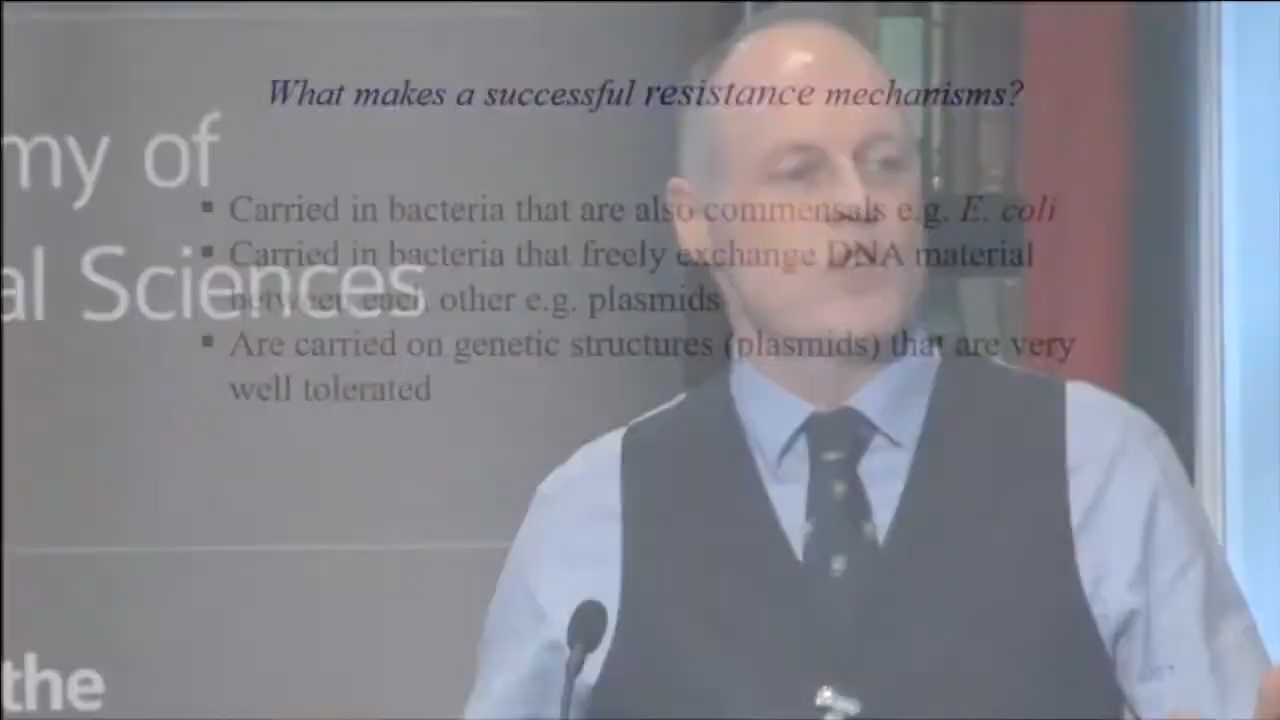 What makes a successful resistance mechanisms?
my of
al Sciences
▪ Carried in bacteria that are also commensals e.g. E. coli
▪ Carried in bacteria that freely exchange DNA material
between each other e.g. plasmids
▪ Are carried on genetic structures (plasmids) that are very
well tolerated
the